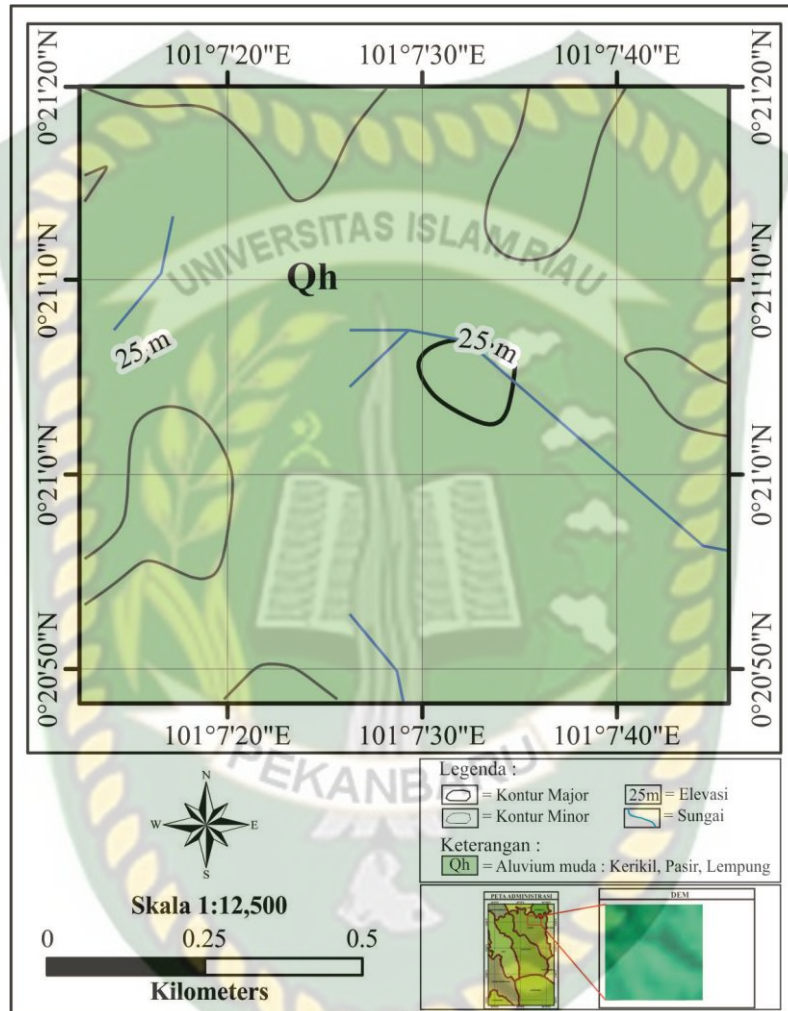 101°7'20"E 101°7'30"E 101°7'40"E
0°21'20"N 0°21'20"N
UNIVERSITAS ISLAM RIAU
Qh
0°21'10"N 0°21'10"N
25 m 25 m
0°21'0"N 0°21'0"N
0°20'50"N 0°20'50"N
101°7'20"E 101°7'30"E 101°7'40"E
PEKANBARU
N
W E
S
Skala 1:12,500
0 0.25 0.5
Kilometers
Legenda :
= Kontur Major 25m = Elevasi
= Kontur Minor = Sungai
Keterangan :
Qh = Aluvium muda : Kerikil, Pasir, Lempung
PETA ADMINISTRASI DEM